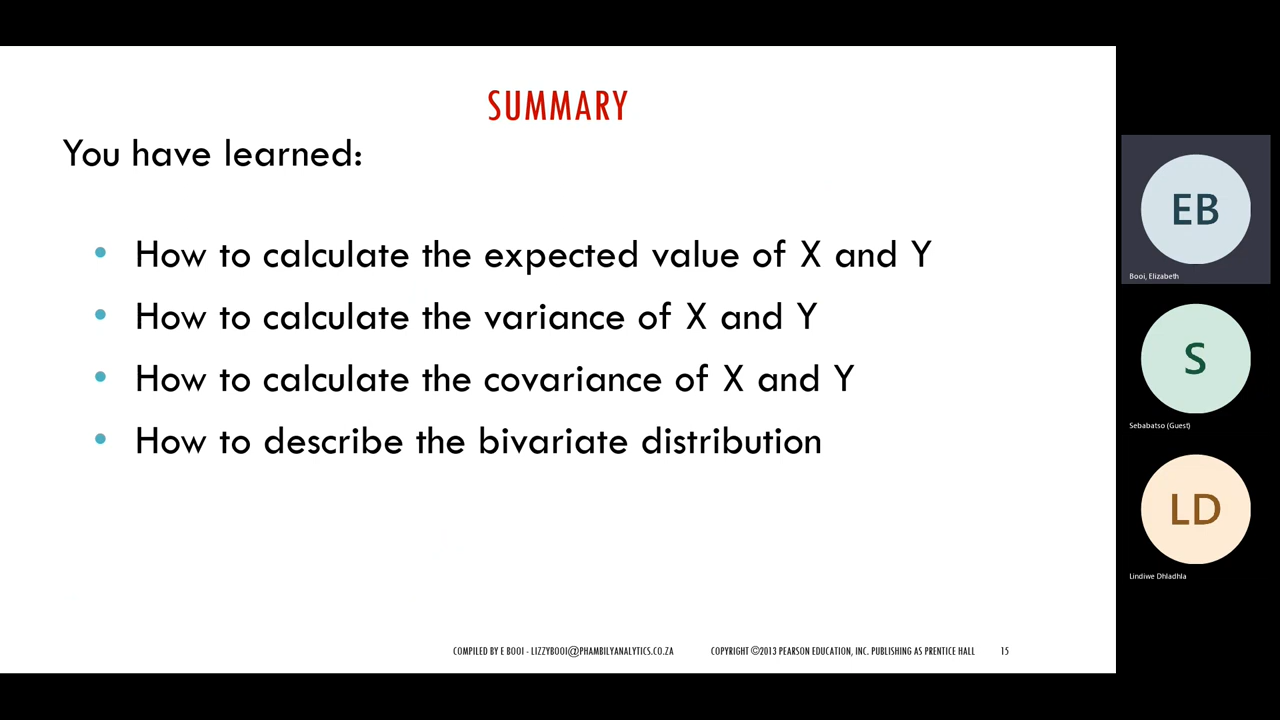 SUMMARY
You have learned:
• How to calculate the expected value of X and Y
• How to calculate the variance of X and Y
• How to calculate the covariance of X and Y
• How to describe the bivariate distribution
COMPILED BY E BOOI - LIZZYBOOI@PHAMBILYANALYTICS.CO.ZA COPYRIGHT ©2013 PEARSON EDUCATION, INC. PUBLISHING AS PRENTICE HALL 15
EB
Booi, Elizabeth
S
Sebabatso (Guest)
LD
Lindiwe Dhladhla